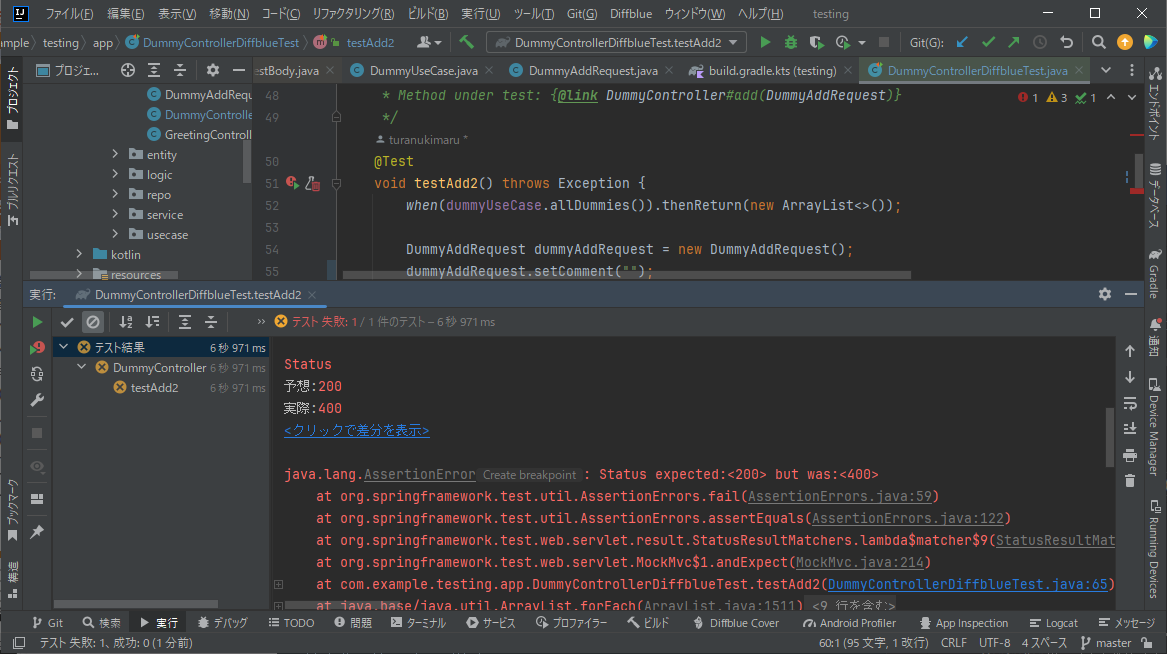 ファイル(F) 編集(E) 表示(V) 移動(N) コード(C) リファクタリング(R) ビルド(B) 実行(U) ツール(T) Git(G) Diffblue ウィンドウ(W) ヘルプ(H) testing
mple testing app DummyControllerDiffblueTest testAdd2 DummyControllerDiffblueTest.testAdd2 Git(G):
プロジェ... estBody.java DummyUseCase.java DummyAddRequest.java build.gradle.kts (testing) DummyControllerDiffblueTest.java
プロジェクト
プルリクエスト
ブックマーク
構造
DummyAddRequ
DummyControlle
GreetingControll
entity
logic
repo
service
usecase
kotlin
resources
48 * Method under test: {@link DummyController#add(DummyAddRequest)}
49 */
turanukimaru *
50 @Test
51 void testAdd2() throws Exception {
52 when(dummyUseCase.allDummies()).thenReturn(new ArrayList<>());
53
54 DummyAddRequest dummyAddRequest = new DummyAddRequest();
55 dummyAddRequest.setComment("");
1 3 1
エンドポイント
データベース
Gradle
通知
Device Manager
Running Devices
実行: DummyControllerDiffblueTest.testAdd2
テスト 失敗: 1 / 1 件のテスト – 6 秒 971 ms
テスト結果 6 秒 971 ms
DummyController 6 秒 971 ms
testAdd2 6 秒 971 ms
Status
予想:200
実際:400
<クリックで差分を表示>
java.lang.AssertionError Create breakpoint : Status expected:<200> but was:<400>
at org.springframework.test.util.AssertionErrors.fail(AssertionErrors.java:59)
at org.springframework.test.util.AssertionErrors.assertEquals(AssertionErrors.java:122)
at org.springframework.test.web.servlet.result.StatusResultMatchers.lambda$matcher$9(StatusResultMat
at org.springframework.test.web.servlet.MockMvc$1.andExpect(MockMvc.java:214)
at com.example.testing.app.DummyControllerDiffblueTest.testAdd2(DummyControllerDiffblueTest.java:65)
at java.base/java.util.ArrayList.forEach(ArrayList.java:1511) <9 行を含む>
Git 検索 実行 デバッグ TODO 問題 ターミナル サービス プロファイラー ビルド Diffblue Cover Android Profiler App Inspection Logcat メッセージ
テスト 失敗: 1、成功: 0 (1 分前) 60:1 (95 文字, 1 改行) CRLF UTF-8 4 スペース master